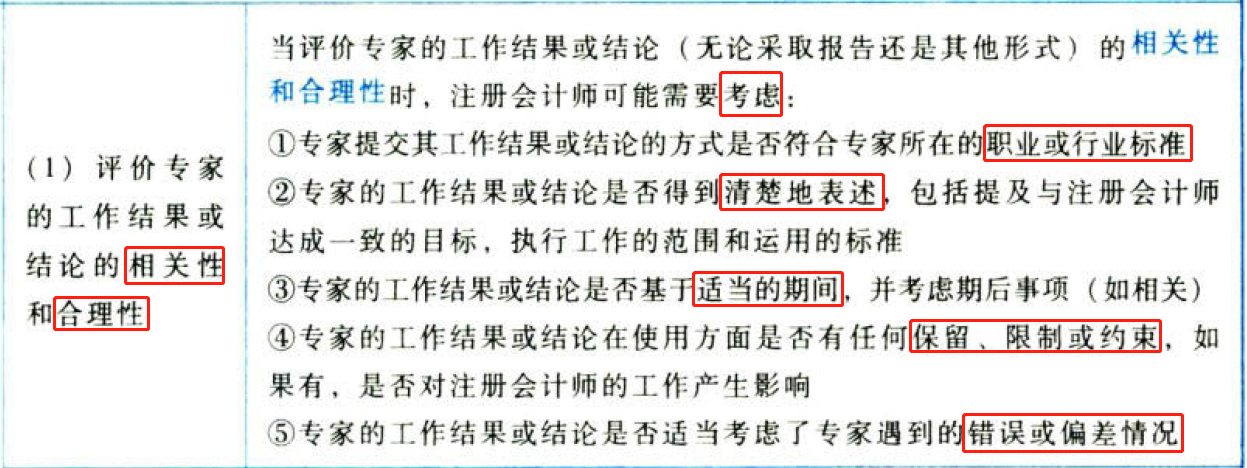 (1)评价专家
的工作结果或
结论的相关性
和合理性
当评价专家的工作结果或结论（无论采取报告还是其他形式）的相关性
和合理性时，注册会计师可能需要考虑：
①专家提交其工作结果或结论的方式是否符合专家所在的职业或行业标准
②专家的工作结果或结论是否得到清楚地表述，包括提及与注册会计师
达成一致的目标，执行工作的范围和运用的标准
③专家的工作结果或结论是否基于适当的期间，并考虑期后事项（如相关）
④专家的工作结果或结论在使用方面是否有任何保留、限制或约束，如
果有，是否对注册会计师的工作产生影响
⑤专家的工作结果或结论是否适当考虑了专家遇到的错误或偏差情况